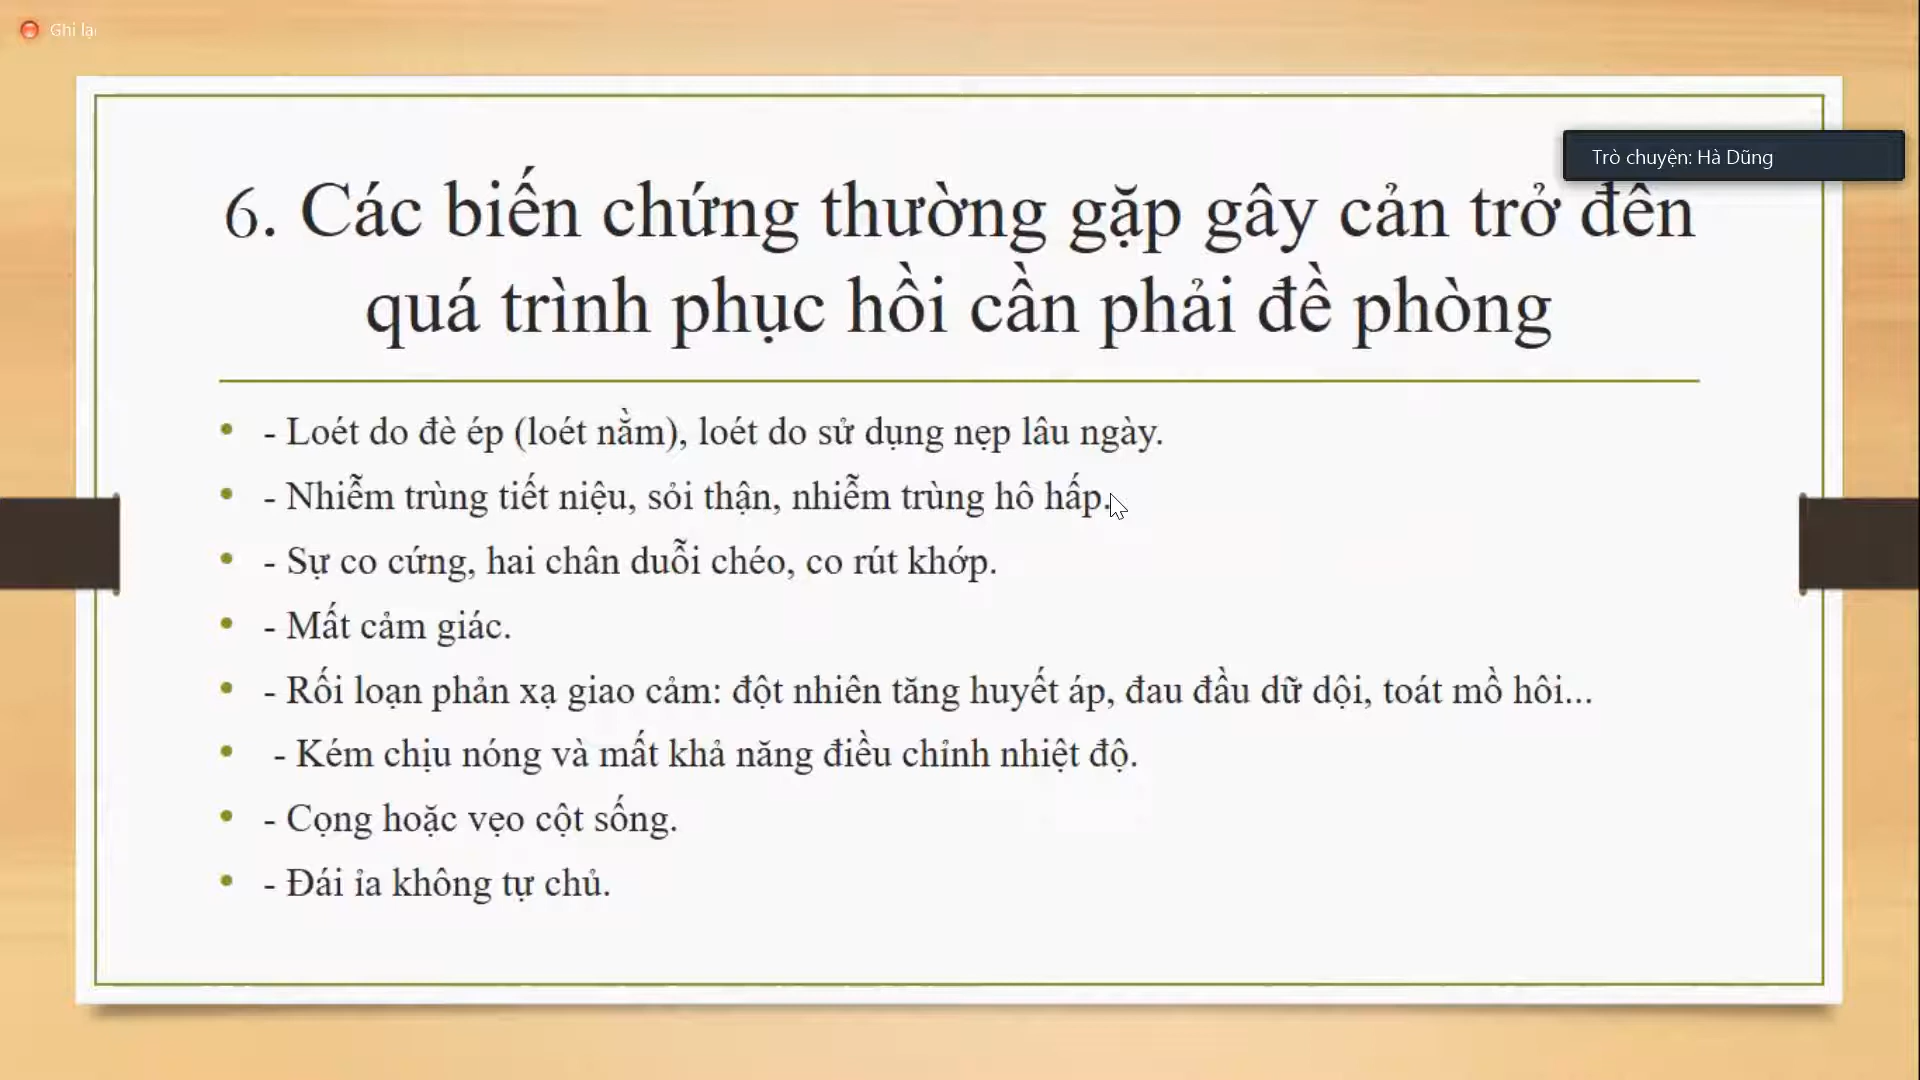 Ghi lại
Trò chuyện: Hà Dũng
6. Các biến chứng thường gặp gây cản trở đến
quá trình phục hồi cần phải đề phòng
- Loét do đè ép (loét nằm), loét do sử dụng nẹp lâu ngày.
- Nhiễm trùng tiết niệu, sỏi thận, nhiễm trùng hô hấp.
- Sự co cứng, hai chân duỗi chéo, co rút khớp.
- Mất cảm giác.
- Rối loạn phản xạ giao cảm: đột nhiên tăng huyết áp, đau đầu dữ dội, toát mồ hôi...
- Kém chịu nóng và mất khả năng điều chỉnh nhiệt độ.
- Cọng hoặc vẹo cột sống.
- Đái ỉa không tự chủ.